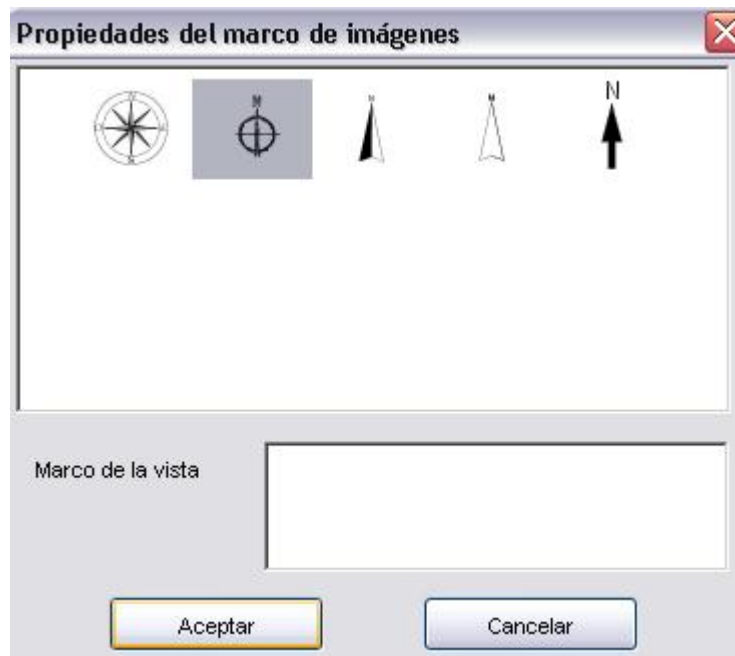 Propiedades del marco de imágenes
N
Marco de la vista
Aceptar
Cancelar